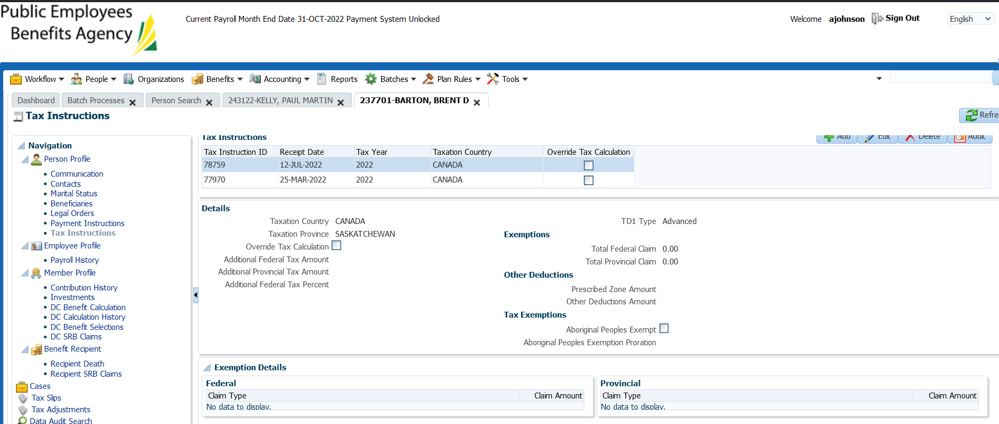 Public Employees
Benefits Agency
Current Payroll Month End Date 31-OCT-2022 Payment System Unlocked
Welcome ajohnson Sign Out English
Workflow People Organizations Benefits Accounting Reports Batches Plan Rules Tools
Dashboard Batch Processes Person Search 243122-KELLY, PAUL MARTIN 237701-BARTON, BRENT D
Tax Instructions
Refre
Navigation
Person Profile
• Communication
• Contacts
• Marital Status
• Beneficiaries
• Legal Orders
• Payment Instructions
• Tax Instructions
Employee Profile
• Payroll History
Member Profile
• Contribution History
• Investments
• DC Benefit Calculation
• DC Calculation History
• DC Benefit Selections
• DC SRB Claims
Benefit Recipient
• Recipient Death
• Recipient SRB Claims
Cases
Tax Slips
Tax Adjustments
Data Audit Search
Tax Instructions
Add Edit Delete Audit
Tax Instruction ID Receipt Date Tax Year Taxation Country Override Tax Calculation
78759 12-JUL-2022 2022 CANADA
77970 25-MAR-2022 2022 CANADA
Details
Taxation Country CANADA
Taxation Province SASKATCHEWAN
Override Tax Calculation
Additional Federal Tax Amount
Additional Provincial Tax Amount
Additional Federal Tax Percent
TD1 Type Advanced
Exemptions
Total Federal Claim 0.00
Total Provincial Claim 0.00
Other Deductions
Prescribed Zone Amount
Other Deductions Amount
Tax Exemptions
Aboriginal Peoples Exempt
Aboriginal Peoples Exemption Proration
Exemption Details
Federal
Claim Type Claim Amount
No data to display.
Provincial
Claim Type Claim Amount
No data to display.